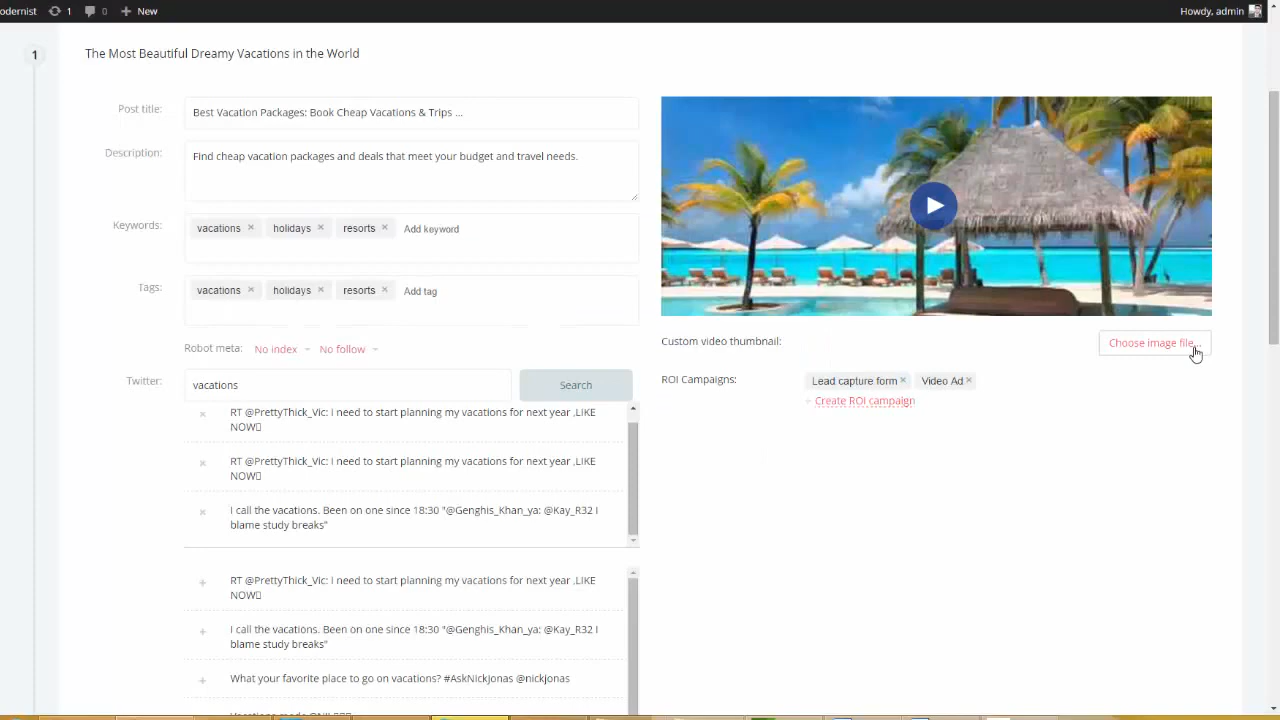 odernist 1 0 New Howdy, admin
1
The Most Beautiful Dreamy Vacations in the World
Post title: Best Vacation Packages: Book Cheap Vacations & Trips ...
Description: Find cheap vacation packages and deals that meet your budget and travel needs.
Keywords: vacations × holidays × resorts × Add keyword
Tags: vacations × holidays × resorts × Add tag
Robot meta: No index No follow
Twitter: vacations Search
RT @PrettyThick_Vic: I need to start planning my vacations for next year ,LIKE
NOW
RT @PrettyThick_Vic: I need to start planning my vacations for next year ,LIKE
NOW
I call the vacations. Been on one since 18:30 "@Genghis_Khan_ya: @Kay_R32 I
blame study breaks"
RT @PrettyThick_Vic: I need to start planning my vacations for next year ,LIKE
NOW
I call the vacations. Been on one since 18:30 "@Genghis_Khan_ya: @Kay_R32 I
blame study breaks"
What your favorite place to go on vacations? #AskNickJonas @nickjonas
Custom video thumbnail: Choose image file...
ROI Campaigns: Lead capture form × Video Ad ×
+ Create ROI campaign